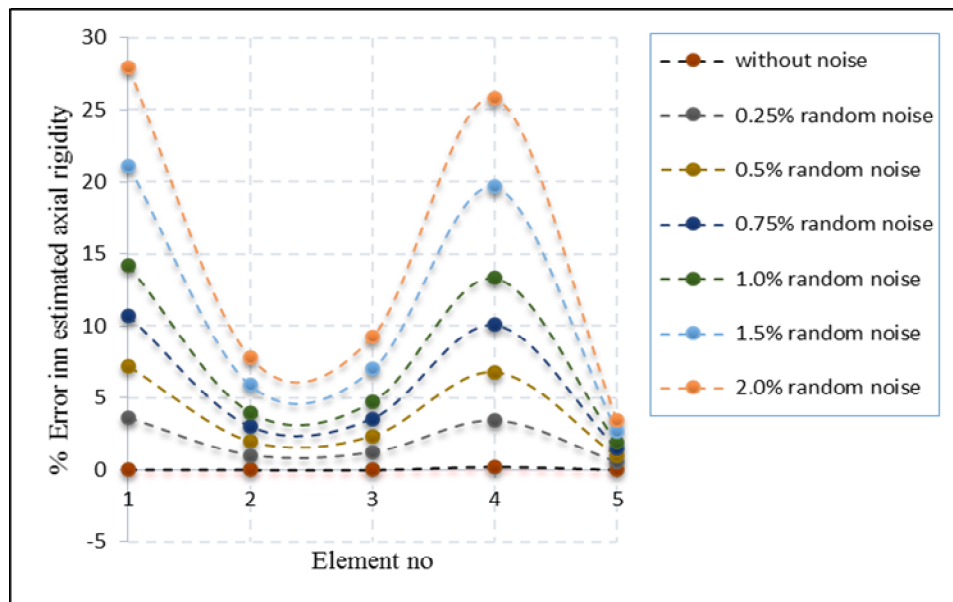 % Error inn estimated axial rigidity
30
25
20
15
10
5
0
-5
1 2 3 4 5
Element no
without noise
0.25% random noise
0.5% random noise
0.75% random noise
1.0% random noise
1.5% random noise
2.0% random noise